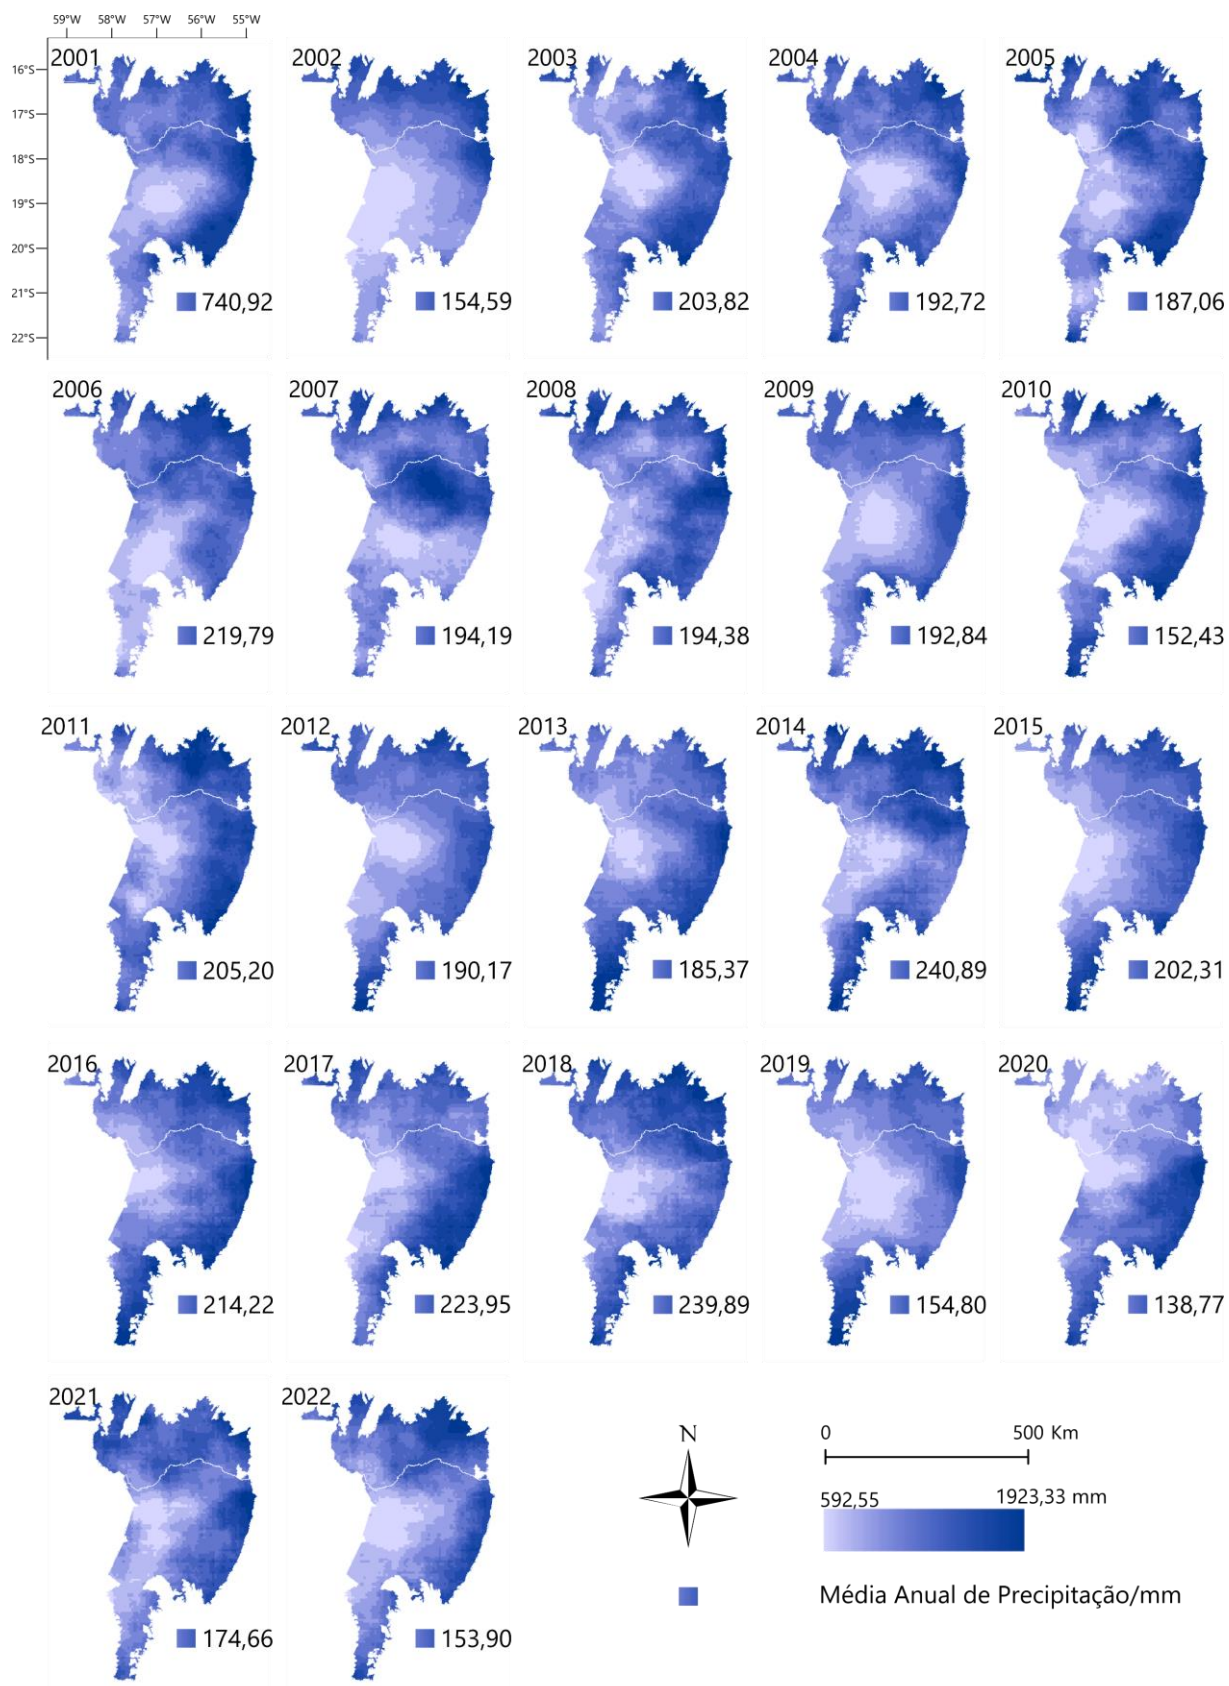 59°W 58°W 57°W 56°W 55°W
2001 2002 2003 2004 2005
16°S
17°S
18°S
19°S
20°S
21°S
22°S
740,92 154,59 203,82 192,72 187,06
2006 2007 2008 2009 2010
219,79 194,19 194,38 192,84 152,43
2011 2012 2013 2014 2015
205,20 190,17 185,37 240,89 202,31
2016 2017 2018 2019 2020
214,22 223,95 239,89 154,80 138,77
2021 2022
N
0 500 Km
592,55 1923,33 mm
Média Anual de Precipitação/mm
174,66 153,90